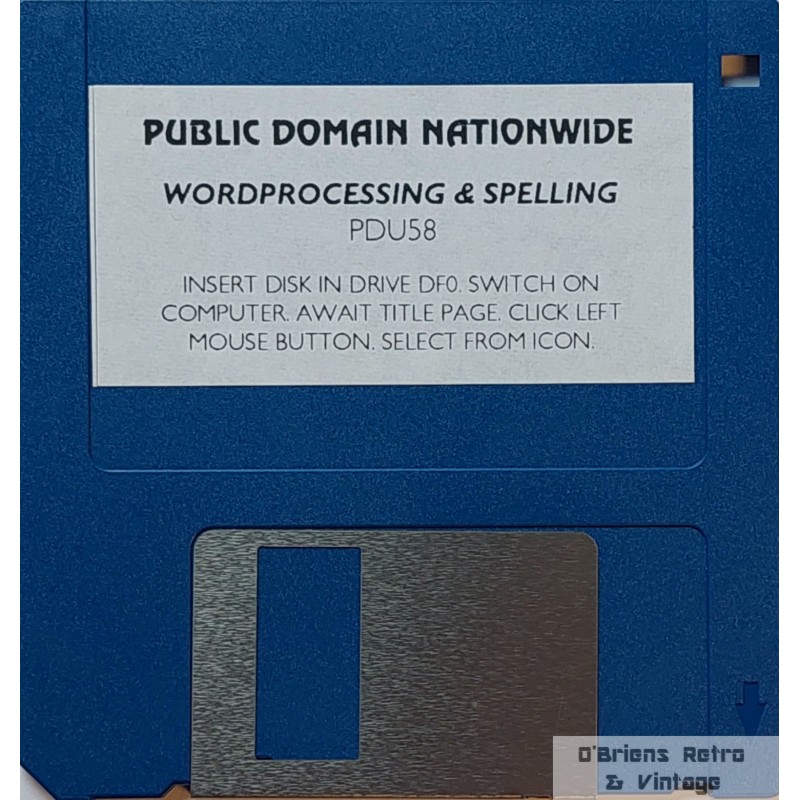 PUBLIC DOMAIN NATIONWIDE
WORDPROCESSING & SPELLING
PDU58
INSERT DISK IN DRIVE DF0. SWITCH ON
COMPUTER. AWAIT TITLE PAGE. CLICK LEFT
MOUSE BUTTON. SELECT FROM ICON.
O'Briens Retro
& Vintage